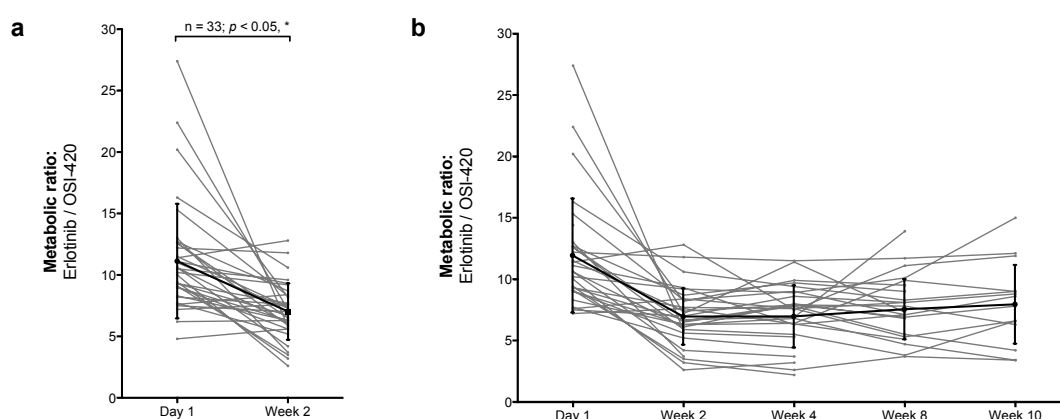 a
n = 33; p < 0.05, *
Metabolic ratio:
Erlotinib / OSI-420
30
25
20
15
10
5
0
Day 1 Week 2
b
Metabolic ratio:
Erlotinib / OSI-420
30
25
20
15
10
5
0
Day 1 Week 2 Week 4 Week 8 Week 10